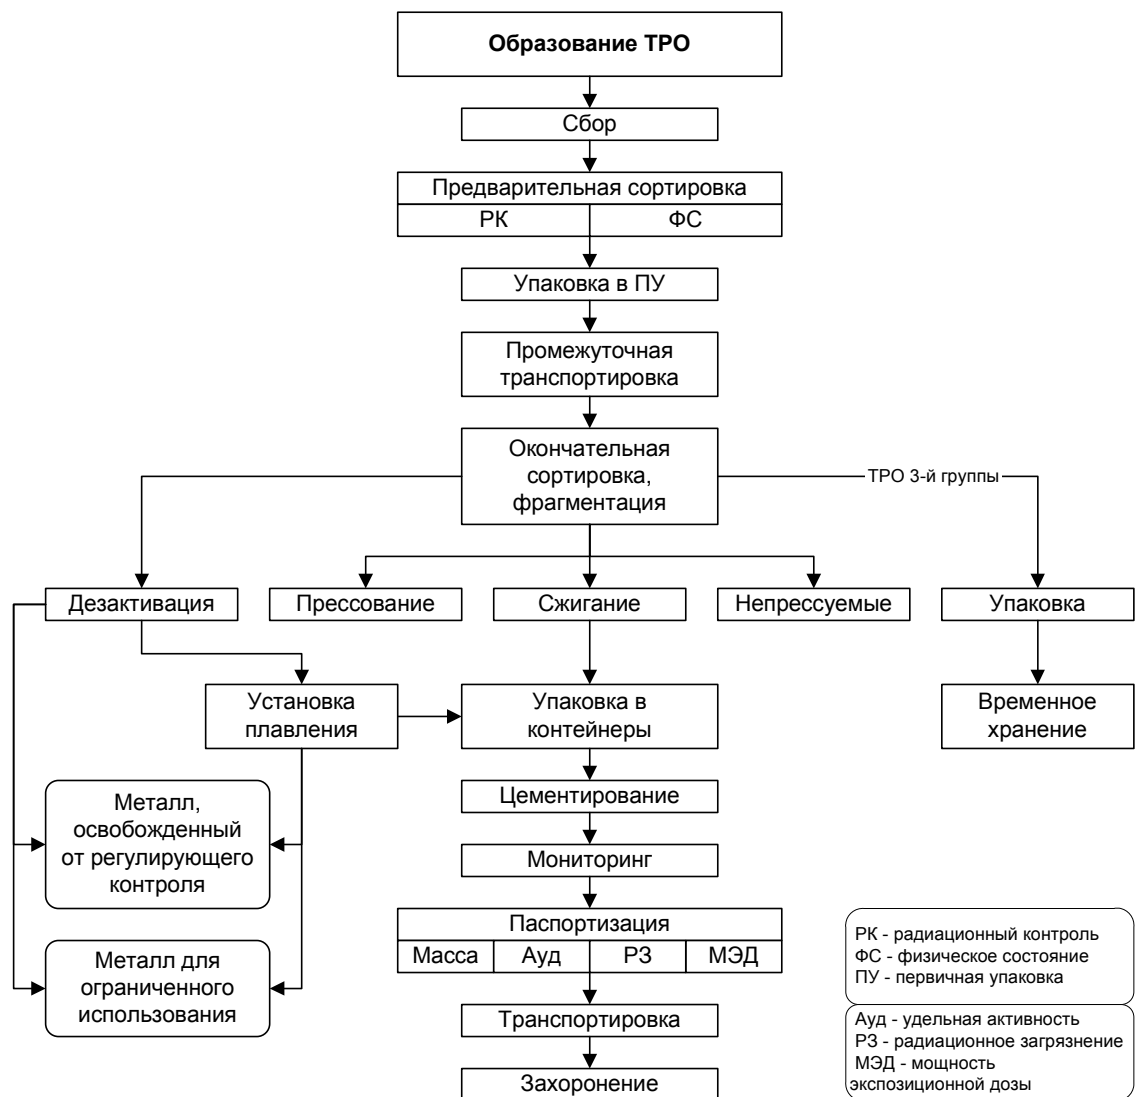 Образование ТРО
Сбор
Предварительная сортировка
РК ФС
Упаковка в ПУ
Промежуточная
транспортировка
Окончательная
сортировка,
фрагментация
ТРО 3-й группы
Дезактивация
Прессование
Сжигание
Непрессуемые
Упаковка
Установка
плавления
Упаковка в
контейнеры
Временное
хранение
Металл,
освобожденный
от регулирующего
контроля
Цементирование
Мониторинг
Паспортизация
Масса Ауд РЗ МЭД
Металл для
ограниченного
использования
Транспортировка
Захоронение
РК - радиационный контроль
ФС - физическое состояние
ПУ - первичная упаковка
Ауд - удельная активность
РЗ - радиационное загрязнение
МЭД - мощность
экспозиционной дозы